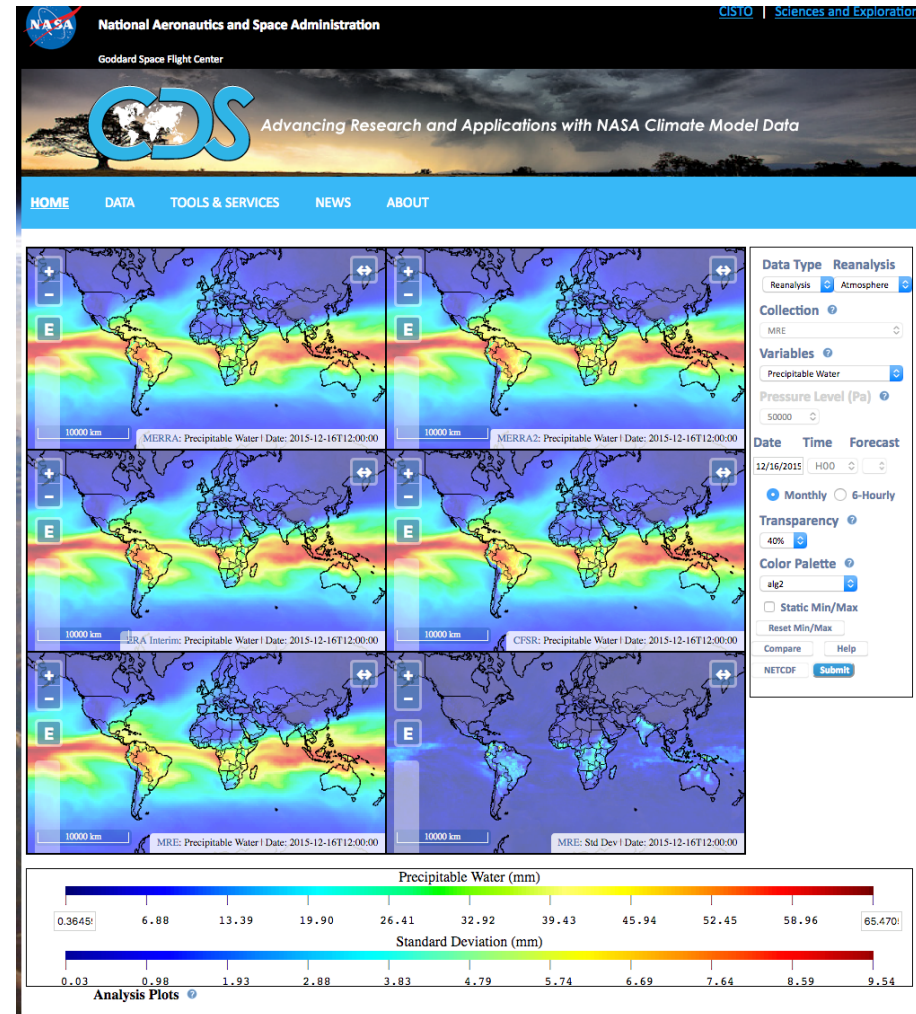 CISTO | Sciences and Exploration
NASA
National Aeronautics and Space Administration
Goddard Space Flight Center
CDS
Advancing Research and Applications with NASA Climate Model Data
HOME DATA TOOLS & SERVICES NEWS ABOUT
+
−
E
10000 km
MERRA: Precipitable Water | Date: 2015-12-16T12:00:00
+
−
E
10000 km
MERRA2: Precipitable Water | Date: 2015-12-16T12:00:00
+
−
E
10000 km
ERA Interim: Precipitable Water | Date: 2015-12-16T12:00:00
+
−
E
10000 km
CFSR: Precipitable Water | Date: 2015-12-16T12:00:00
+
−
E
10000 km
MRE: Precipitable Water | Date: 2015-12-16T12:00:00
+
−
E
10000 km
MRE: Std Dev | Date: 2015-12-16T12:00:00
Data Type Reanalysis
Reanalysis Atmosphere
Collection ?
MRE
Variables ?
Precipitable Water
Pressure Level (Pa) ?
50000
Date Time Forecast
12/16/2015 H00
Monthly 6-Hourly
Transparency ?
40%
Color Palette ?
alg2
Static Min/Max
Reset Min/Max
Compare Help
NETCDF Submit
Precipitable Water (mm)
0.3645 6.88 13.39 19.90 26.41 32.92 39.43 45.94 52.45 58.96 65.470
Standard Deviation (mm)
0.03 0.98 1.93 2.88 3.83 4.79 5.74 6.69 7.64 8.59 9.54
Analysis Plots ?